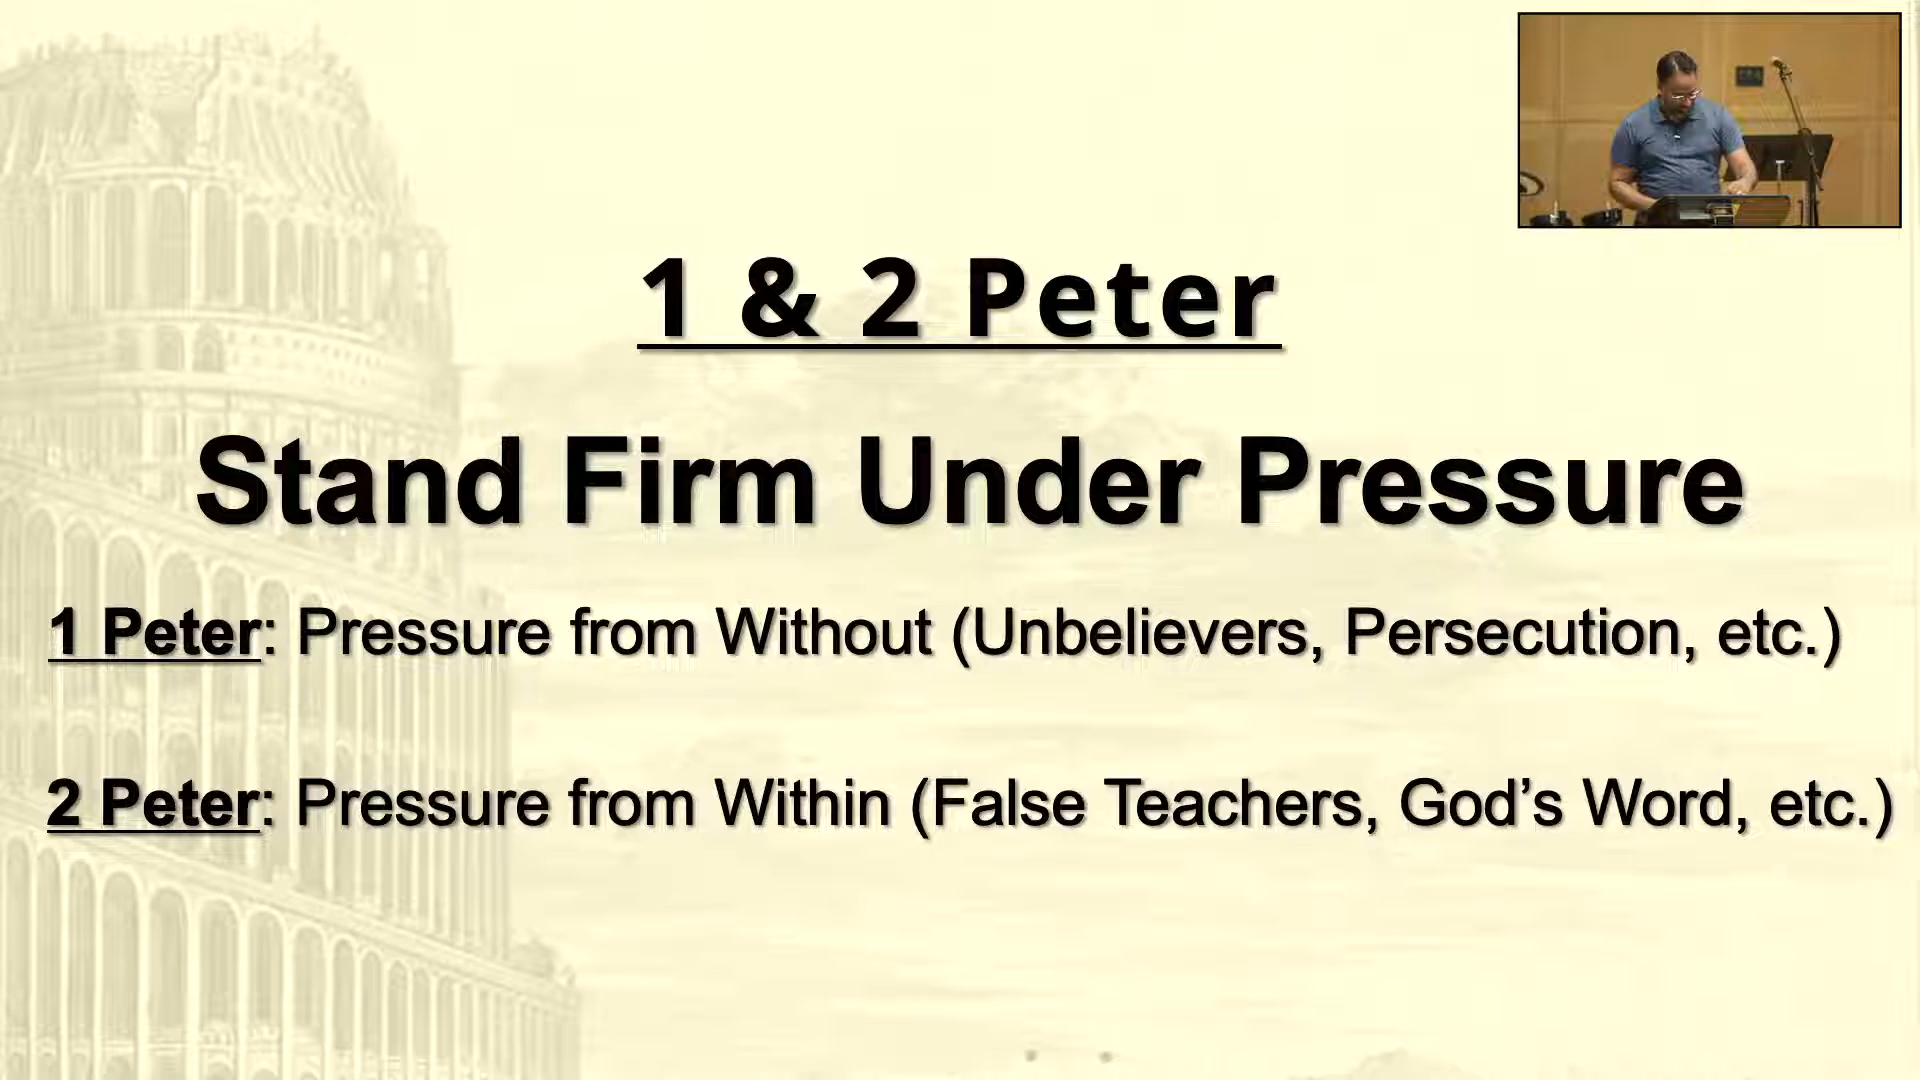 1 & 2 Peter
Stand Firm Under Pressure
1 Peter: Pressure from Without (Unbelievers, Persecution, etc.)
2 Peter: Pressure from Within (False Teachers, God’s Word, etc.)